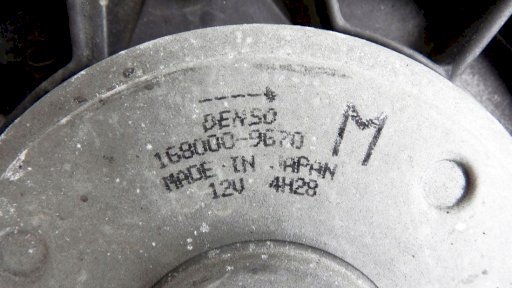 DENSO
168000-9670
MADE IN JAPAN
12V 4H28
M